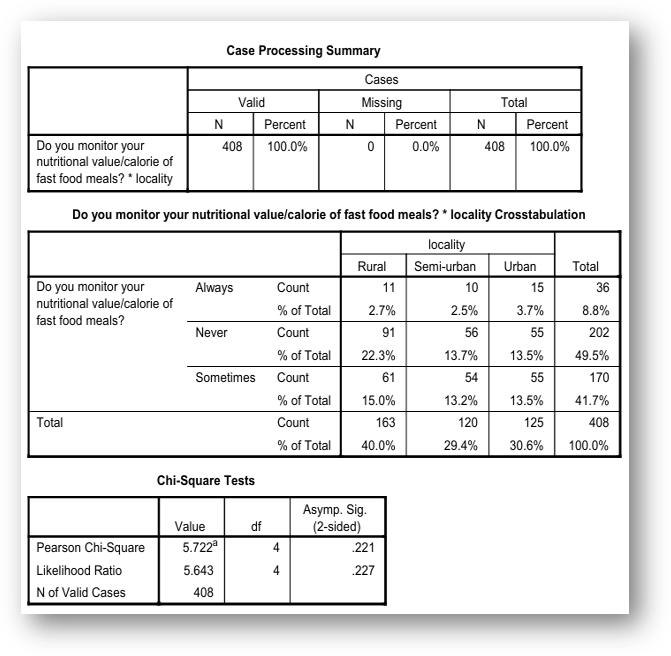 Case Processing Summary
Cases
Valid Missing Total
N Percent N Percent N Percent
Do you monitor your 408 100.0% 0 0.0% 408 100.0%
nutritional value/calorie of
fast food meals? * locality
Do you monitor your nutritional value/calorie of fast food meals? * locality Crosstabulation
locality
Rural Semi-urban Urban Total
Do you monitor your Always Count 11 10 15 36
nutritional value/calorie of
fast food meals? % of Total 2.7% 2.5% 3.7% 8.8%
Never Count 91 56 55 202
% of Total 22.3% 13.7% 13.5% 49.5%
Sometimes Count 61 54 55 170
% of Total 15.0% 13.2% 13.5% 41.7%
Total Count 163 120 125 408
% of Total 40.0% 29.4% 30.6% 100.0%
Chi-Square Tests
Asymp. Sig.
Value df (2-sided)
Pearson Chi-Square 5.722a 4 .221
Likelihood Ratio 5.643 4 .227
N of Valid Cases 408